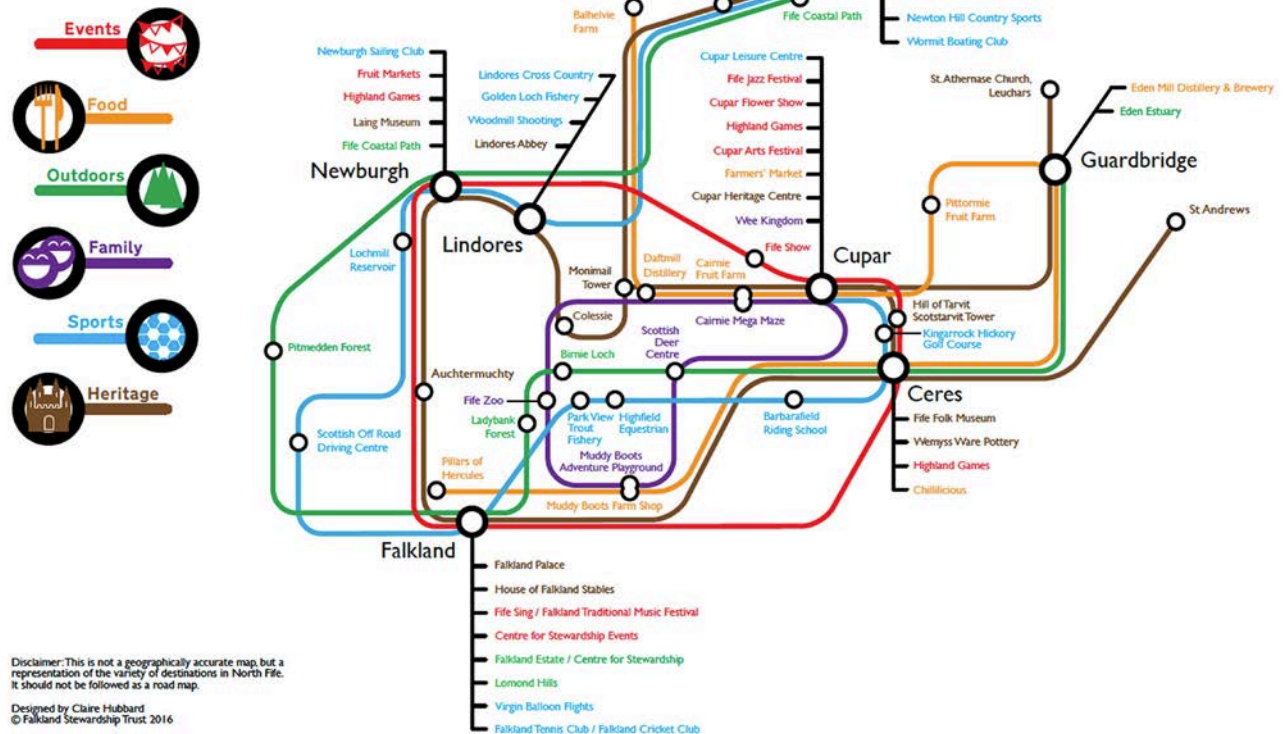 Events
Food
Outdoors
Family
Sports
Heritage
Balhelvie
Farm
Fife Coastal Path
Newton Hill Country Sports
Wormit Boating Club
Newburgh Sailing Club
Fruit Markets
Highland Games
Laing Museum
Fife Coastal Path
Newburgh
Lindores Cross Country
Golden Loch Fishery
Woodmill Shootings
Lindores Abbey
Lindores
Cupar Leisure Centre
Fife Jazz Festival
Cupar Flower Show
Highland Games
Cupar Arts Festival
Farmers' Market
Cupar Heritage Centre
Wee Kingdom
Cupar
St. Athernase Church,
Leuchars
Eden Mill Distillery & Brewery
Eden Estuary
Guardbridge
Pittormie
Fruit Farm
St Andrews
Lochmill
Reservoir
Fife Show
Monimail
Tower
Daftmill
Distillery
Cairnie
Fruit Farm
Cairnie Mega Maze
Colessie
Scottish
Deer
Centre
Hill of Tarvit
Scotstarvit Tower
Kingarrock Hickory
Golf Course
Pitmedden Forest
Birnie Loch
Auchtermuchty
Fife Zoo
Ladybank
Forest
Park View
Trout
Fishery
Highfield
Equestrian
Barbarafield
Riding School
Ceres
Fife Folk Museum
Wemyss Ware Pottery
Highland Games
Chillilicious
Scottish Off Road
Driving Centre
Pillars of
Hercules
Muddy Boots
Adventure Playground
Muddy Boots Farm Shop
Falkland
Falkland Palace
House of Falkland Stables
Fife Sing / Falkland Traditional Music Festival
Centre for Stewardship Events
Falkland Estate / Centre for Stewardship
Lomond Hills
Virgin Balloon Flights
Falkland Tennis Club / Falkland Cricket Club
Disclaimer: This is not a geographically accurate map, but a
representation of the variety of destinations in North Fife.
It should not be followed as a road map.
Designed by Claire Hubbard
© Falkland Stewardship Trust 2016